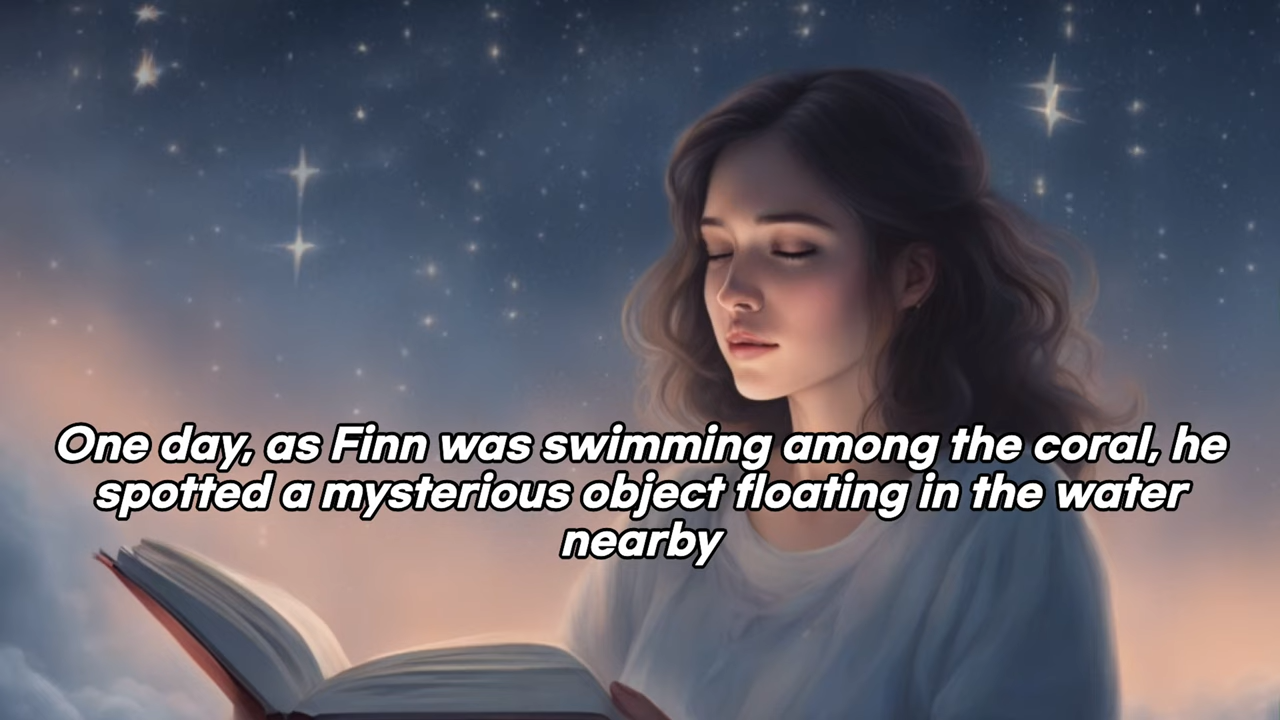 One day, as Finn was swimming among the coral, he
spotted a mysterious object floating in the water
nearby